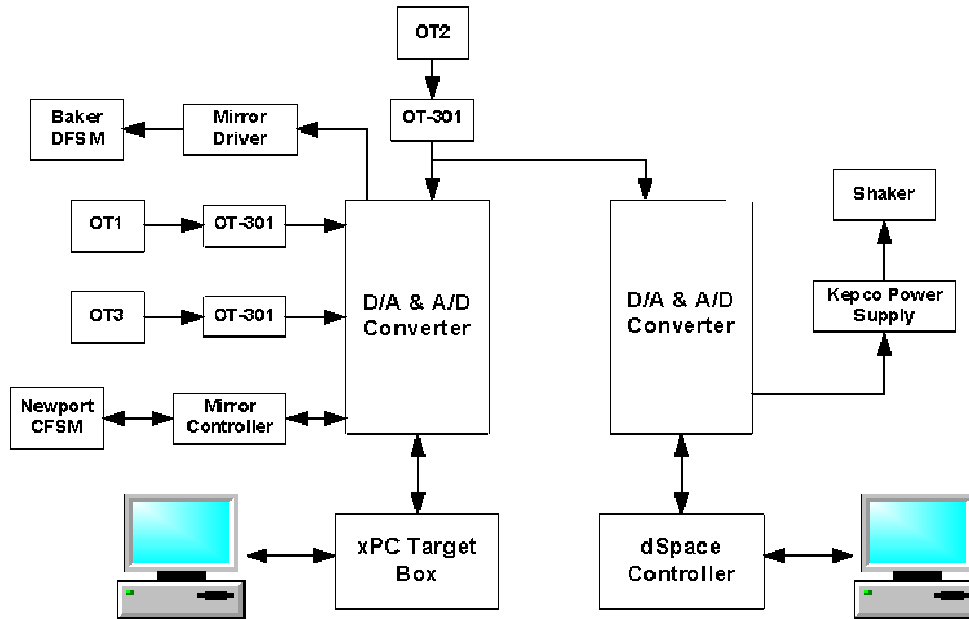 OT2
OT-301
Baker
DFSM
Mirror
Driver
Shaker
OT1
OT-301
D/A & A/D
Converter
D/A & A/D
Converter
Kepco Power
Supply
OT3
OT-301
Newport
CFSM
Mirror
Controller
xPC Target
Box
dSpace
Controller